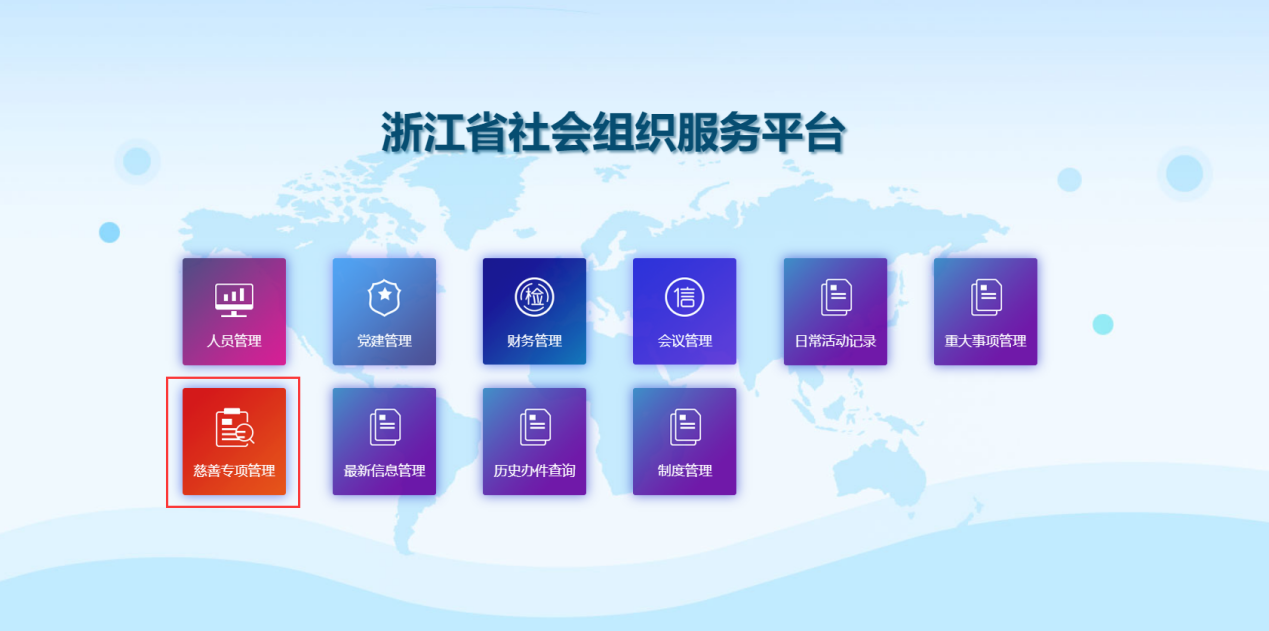 浙江省社会组织服务平台
检
信
人员管理
党建管理
财务管理
会议管理
日常活动记录
重大事项管理
慈善专项管理
最新信息管理
历史办件查询
制度管理